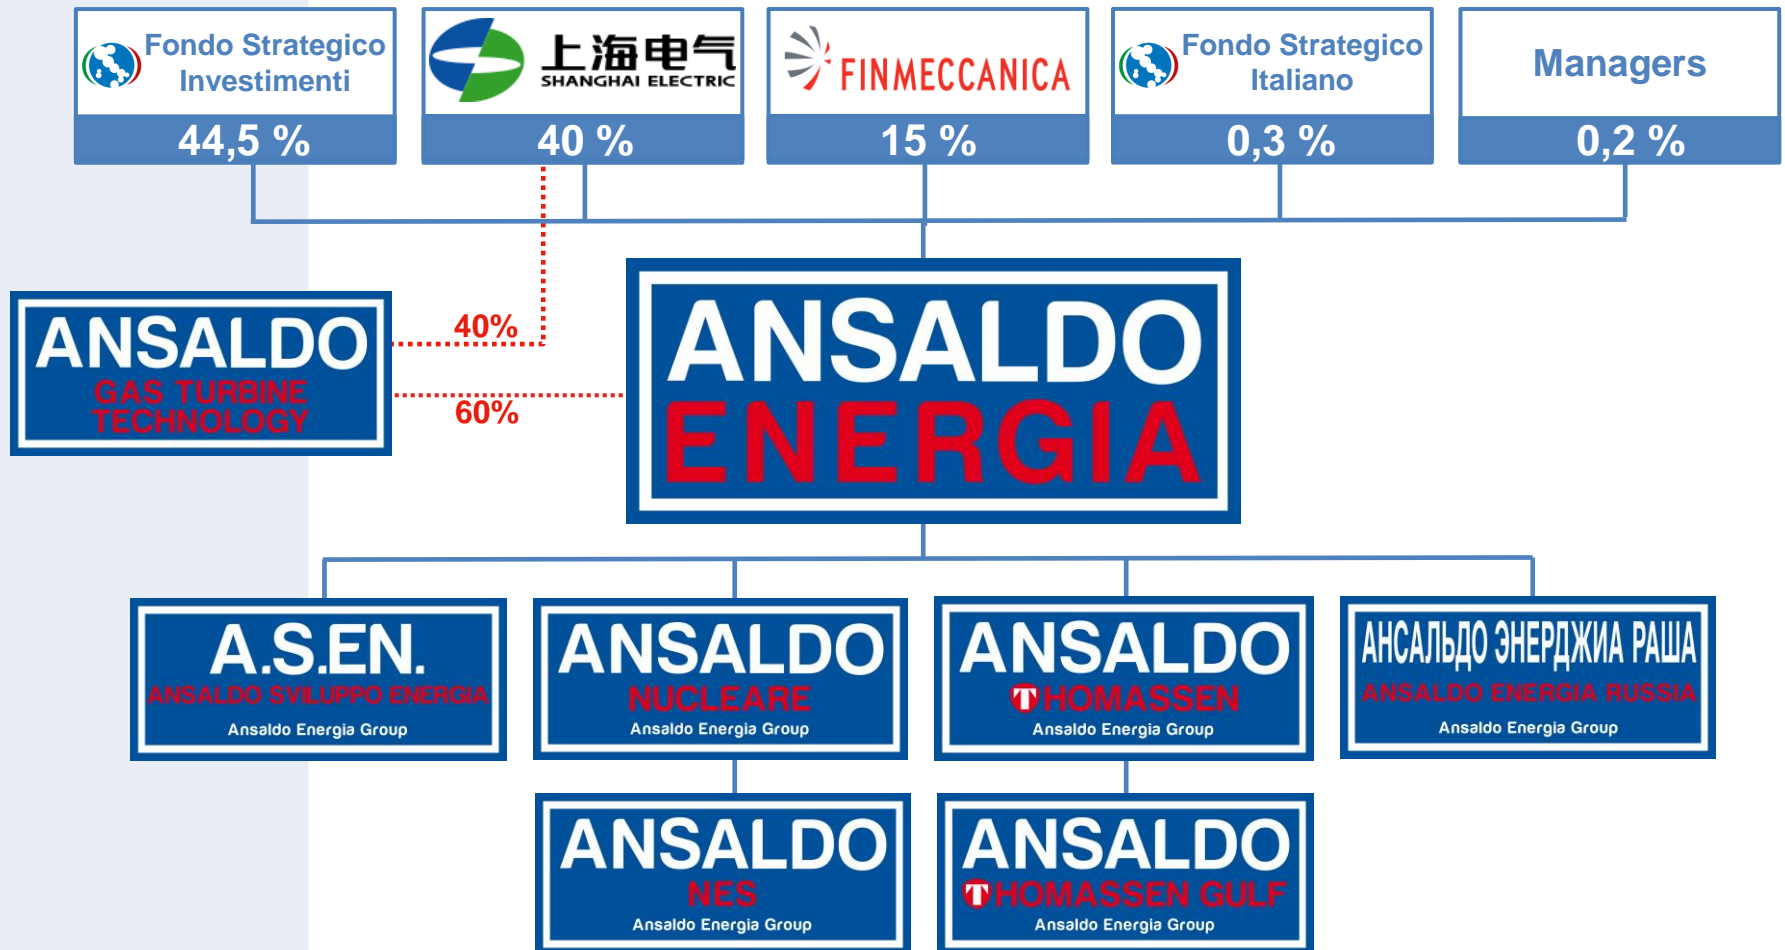 Fondo Strategico
Investimenti
44,5 %
上海电气
SHANGHAI ELECTRIC
40 %
FINMECCANICA
15 %
Fondo Strategico
Italiano
0,3 %
Managers
0,2 %
ANSALDO
GAS TURBINE
TECHNOLOGY
40%
60%
ANSALDO
ENERGIA
A.S.EN.
ANSALDO SVILUPPO ENERGIA
Ansaldo Energia Group
ANSALDO
NUCLEARE
Ansaldo Energia Group
ANSALDO
THOMASSEN
Ansaldo Energia Group
АНСАЛЬДО ЭНЕРДЖИА РАША
ANSALDO ENERGIA RUSSIA
Ansaldo Energia Group
ANSALDO
NES
Ansaldo Energia Group
ANSALDO
THOMASSEN GULF
Ansaldo Energia Group